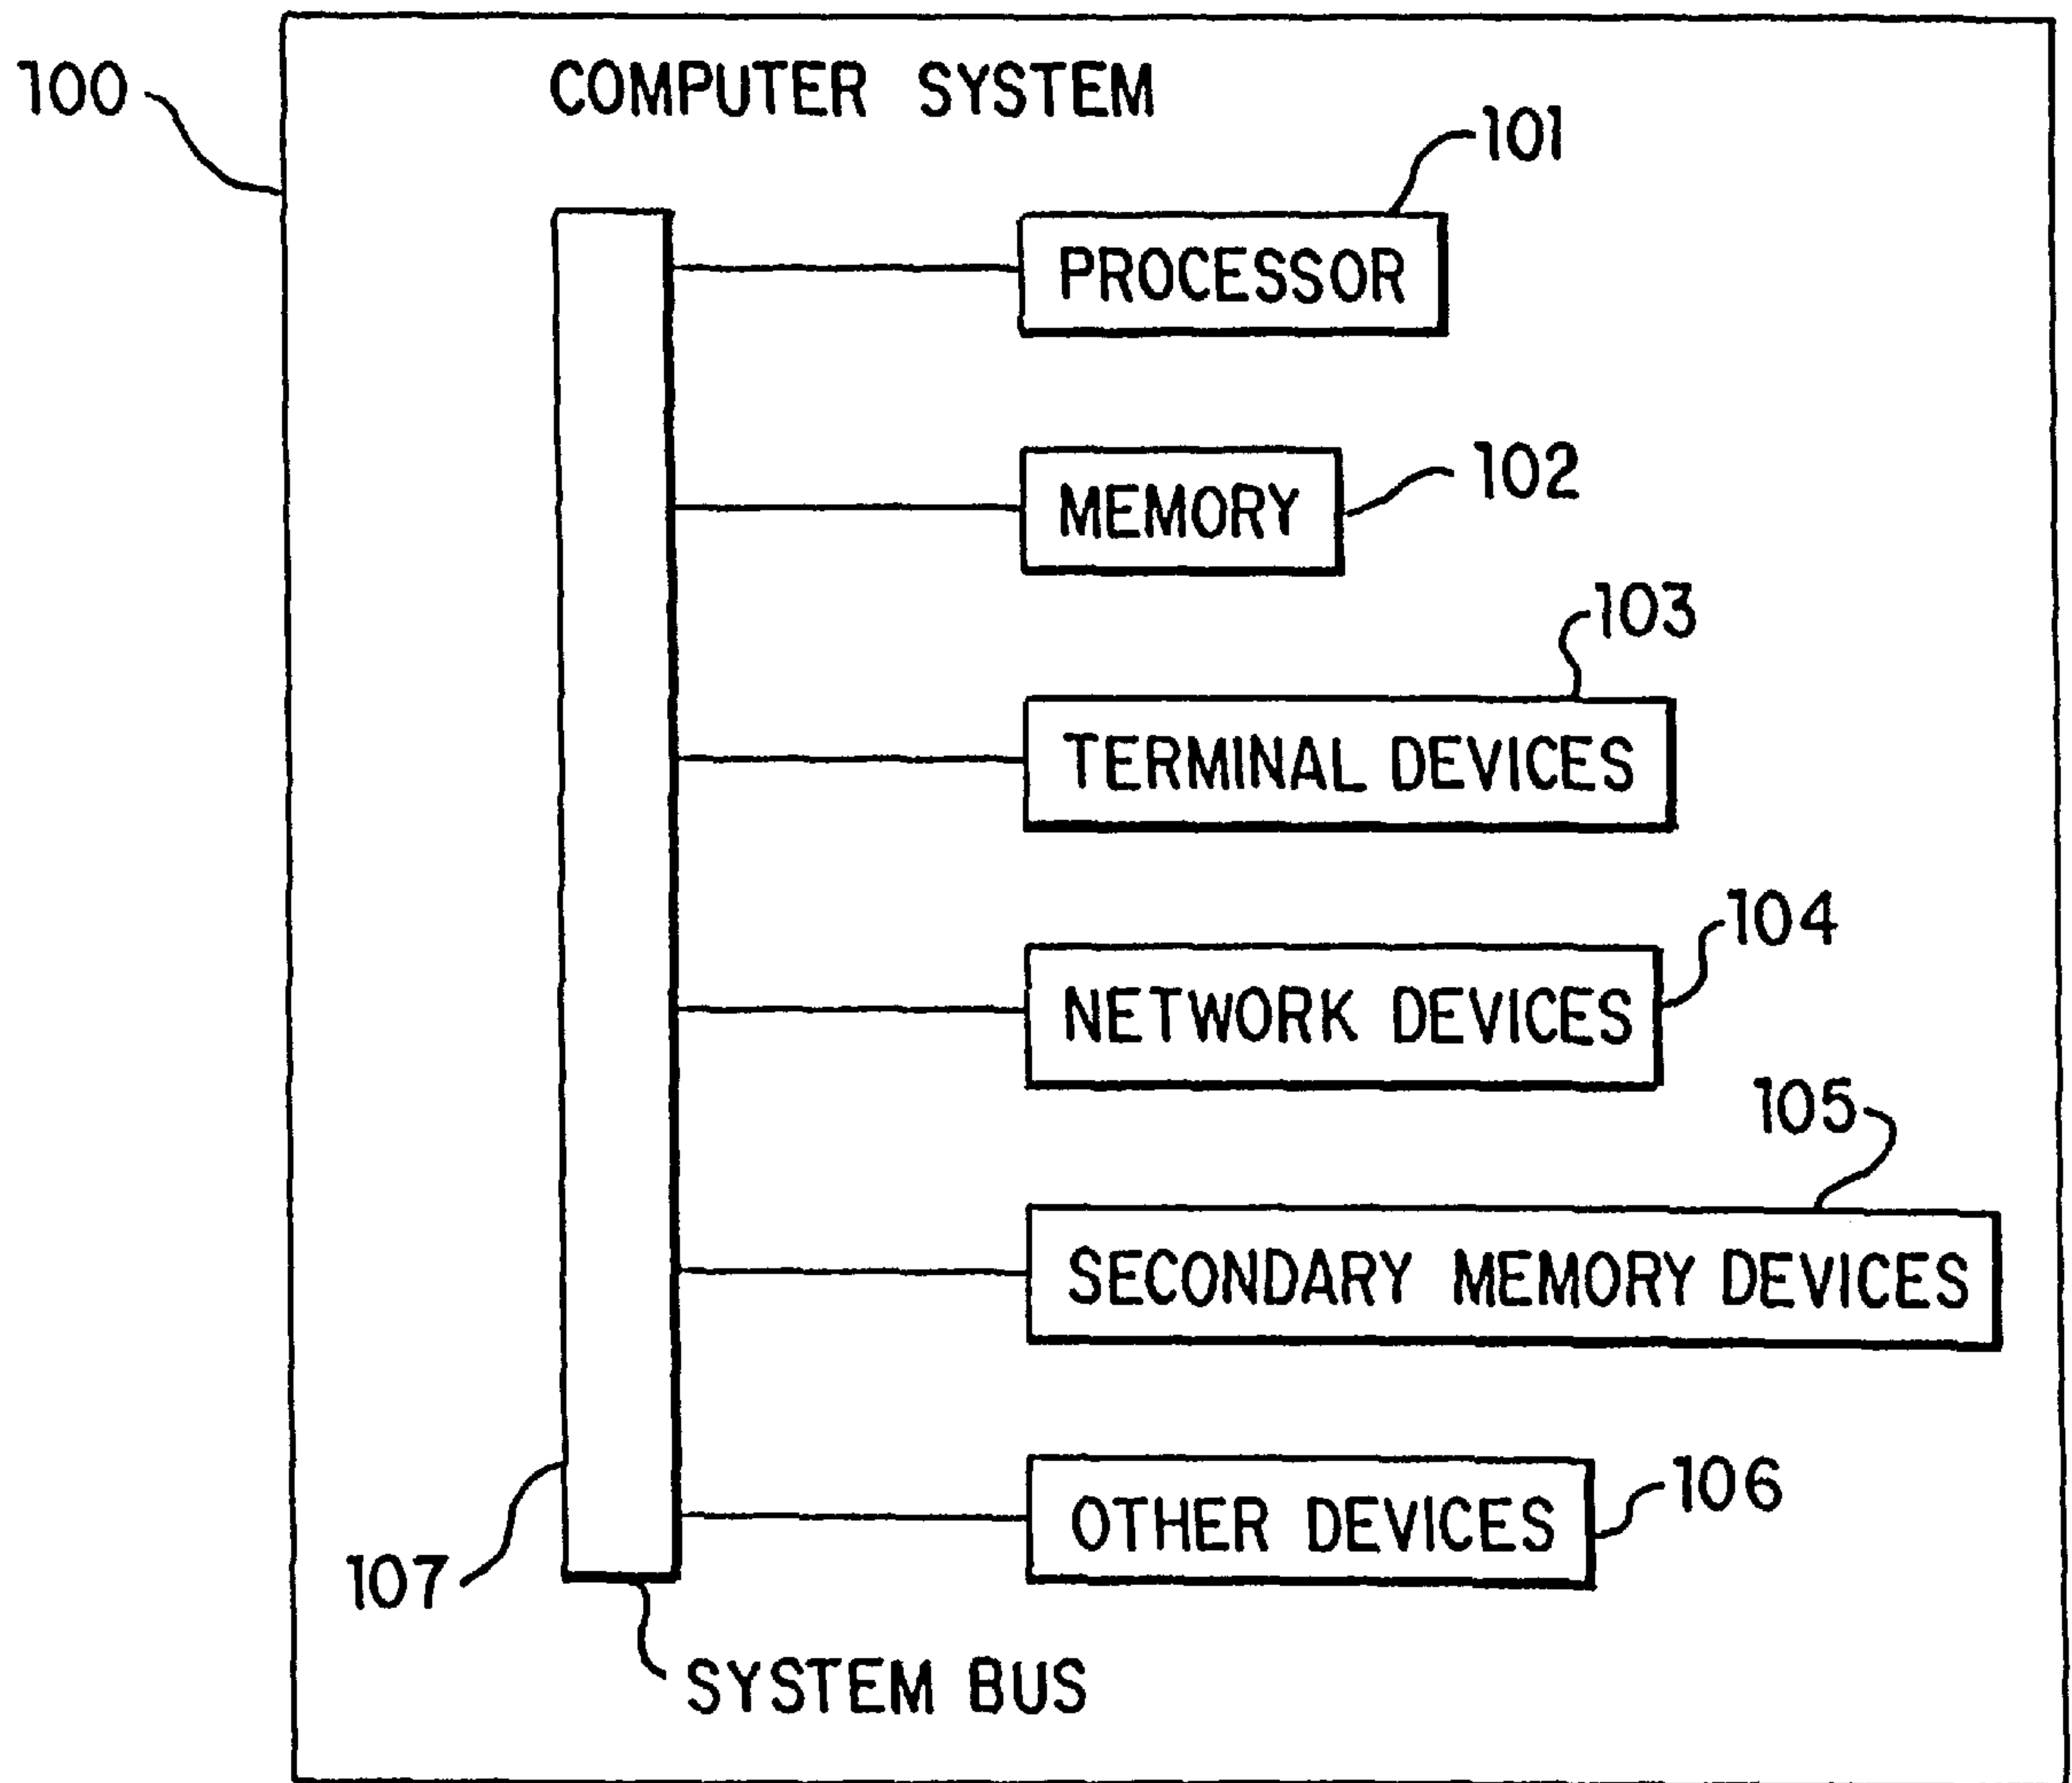 100
COMPUTER SYSTEM
101
PROCESSOR
102
MEMORY
103
TERMINAL DEVICES
104
NETWORK DEVICES
105
SECONDARY MEMORY DEVICES
106
OTHER DEVICES
107
SYSTEM BUS